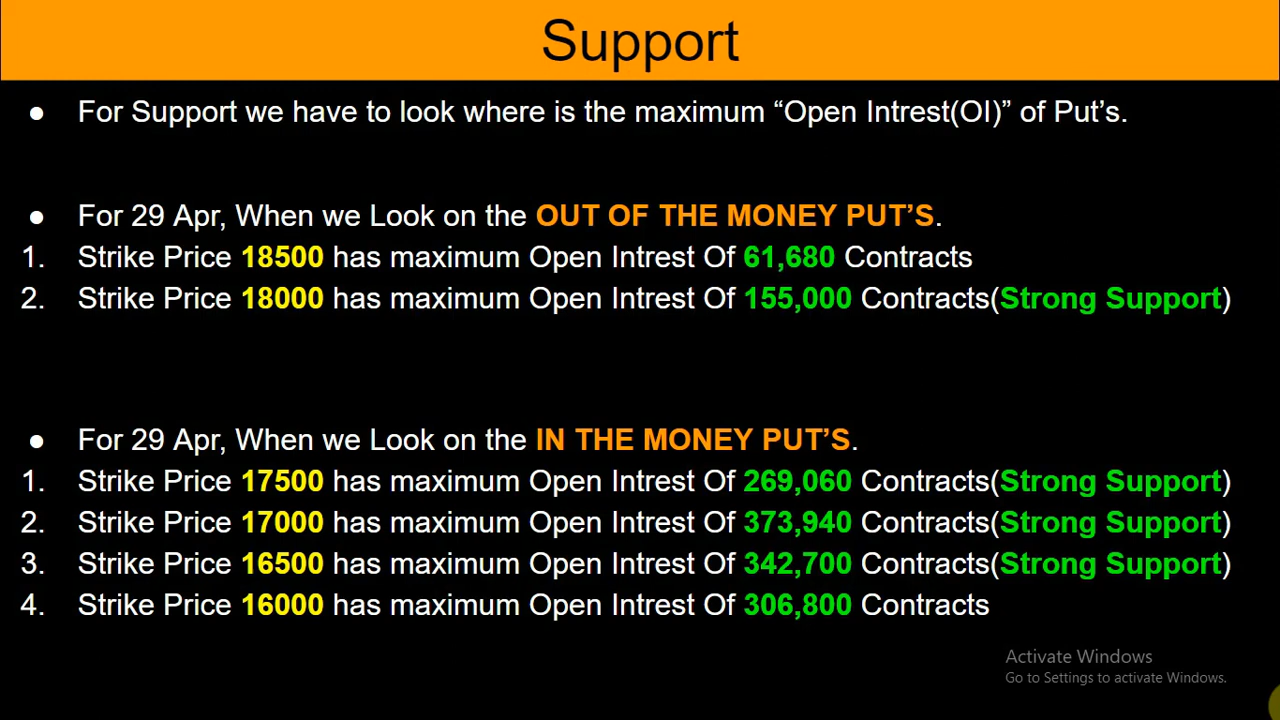 Support
● For Support we have to look where is the maximum “Open Intrest(OI)” of Put’s.
● For 29 Apr, When we Look on the OUT OF THE MONEY PUT’S.
1. Strike Price 18500 has maximum Open Intrest Of 61,680 Contracts
2. Strike Price 18000 has maximum Open Intrest Of 155,000 Contracts(Strong Support)
● For 29 Apr, When we Look on the IN THE MONEY PUT’S.
1. Strike Price 17500 has maximum Open Intrest Of 269,060 Contracts(Strong Support)
2. Strike Price 17000 has maximum Open Intrest Of 373,940 Contracts(Strong Support)
3. Strike Price 16500 has maximum Open Intrest Of 342,700 Contracts(Strong Support)
4. Strike Price 16000 has maximum Open Intrest Of 306,800 Contracts
Activate Windows
Go to Settings to activate Windows.